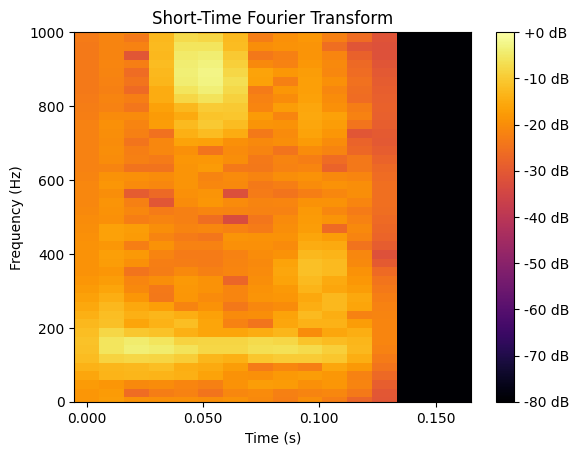 Short-Time Fourier Transform
Frequency (Hz)
1000
800
600
400
200
0
0.000
0.050
0.100
0.150
Time (s)
+0 dB
-10 dB
-20 dB
-30 dB
-40 dB
-50 dB
-60 dB
-70 dB
-80 dB